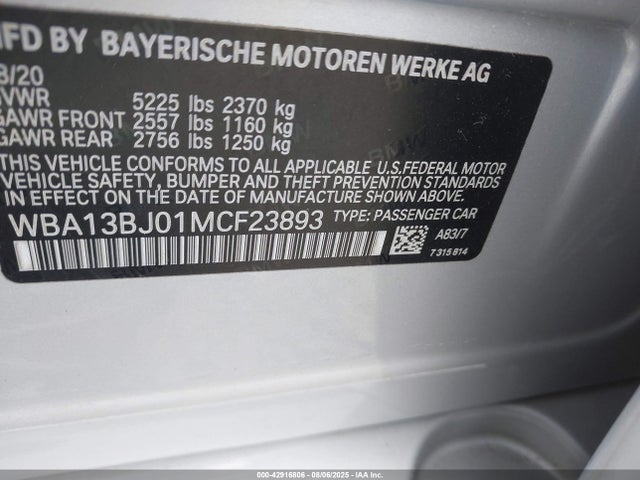 MFD BY BAYERISCHE MOTOREN WERKE AG
8/20
GVWR 5225 lbs 2370 kg
GAWR FRONT 2557 lbs 1160 kg
GAWR REAR 2756 lbs 1250 kg
THIS VEHICLE CONFORMS TO ALL APPLICABLE U.S.FEDERAL MOTOR
VEHICLE SAFETY, BUMPER, AND THEFT PREVENTION STANDARDS
IN EFFECT ON THE DATE OF MANUFACTURE SHOWN ABOVE.
WBA13BJ01MCF23893 TYPE: PASSENGER CAR
A83/7
7 315 814
000-42916806 - 08/06/2025 - IAAI Inc.